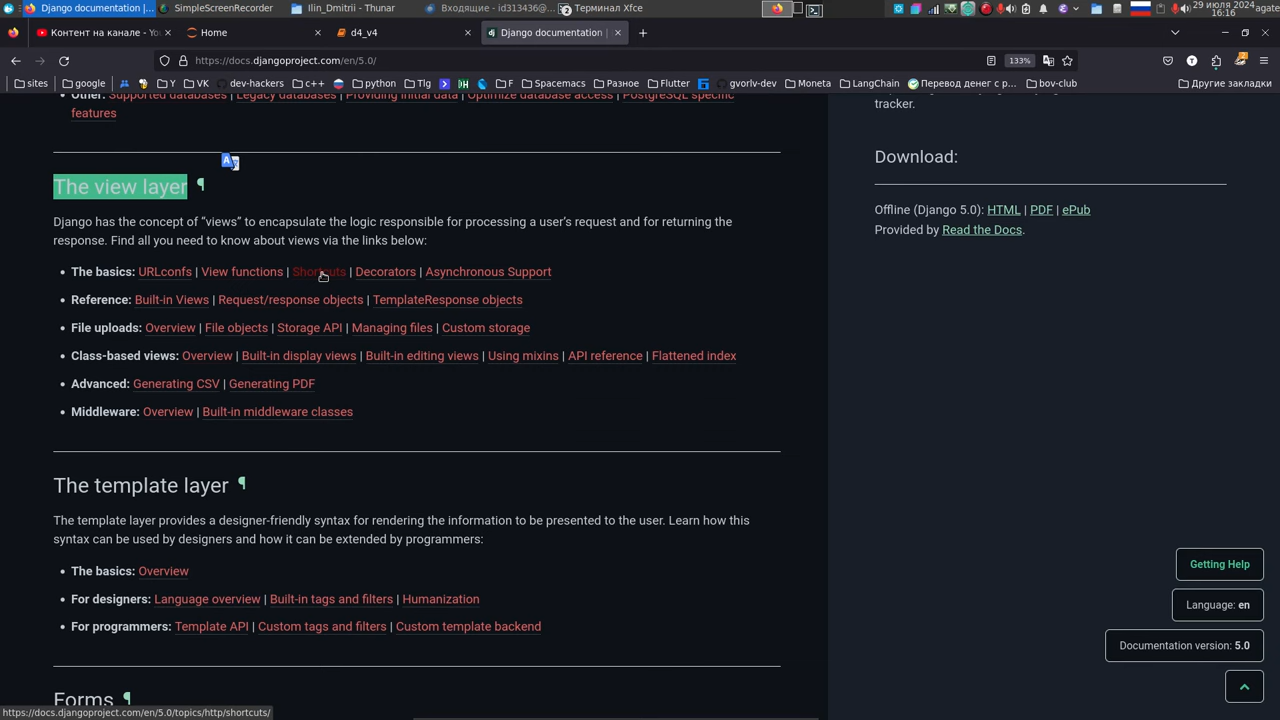 Django documentation |...
SimpleScreenRecorder
Ilin_Dmitrii - Thunar
Входящие - id313436@...
Терминал Xfce
29 июля 2024
16:16
agate
Контент на канале - You
Home
d4_v4
Django documentation |
https://docs.djangoproject.com/en/5.0/
133%
sites
google
Y
VK
dev-hackers
c++
python
Tlg
F
Spacemacs
Разное
Flutter
gvorlv-dev
Moneta
LangChain
Перевод денег с р...
bov-club
Другие закладки
Other: Supported databases | Legacy databases | Providing initial data | Optimize database access | PostgreSQL specific
features
tracker.
The view layer ¶
Django has the concept of “views” to encapsulate the logic responsible for processing a user’s request and for returning the
response. Find all you need to know about views via the links below:
• The basics: URLconfs | View functions | Shortcuts | Decorators | Asynchronous Support
• Reference: Built-in Views | Request/response objects | TemplateResponse objects
• File uploads: Overview | File objects | Storage API | Managing files | Custom storage
• Class-based views: Overview | Built-in display views | Built-in editing views | Using mixins | API reference | Flattened index
• Advanced: Generating CSV | Generating PDF
• Middleware: Overview | Built-in middleware classes
Download:
Offline (Django 5.0): HTML | PDF | ePub
Provided by Read the Docs.
The template layer ¶
The template layer provides a designer-friendly syntax for rendering the information to be presented to the user. Learn how this
syntax can be used by designers and how it can be extended by programmers:
• The basics: Overview
• For designers: Language overview | Built-in tags and filters | Humanization
• For programmers: Template API | Custom tags and filters | Custom template backend
Forms ¶
Getting Help
Language: en
Documentation version: 5.0
https://docs.djangoproject.com/en/5.0/topics/http/shortcuts/